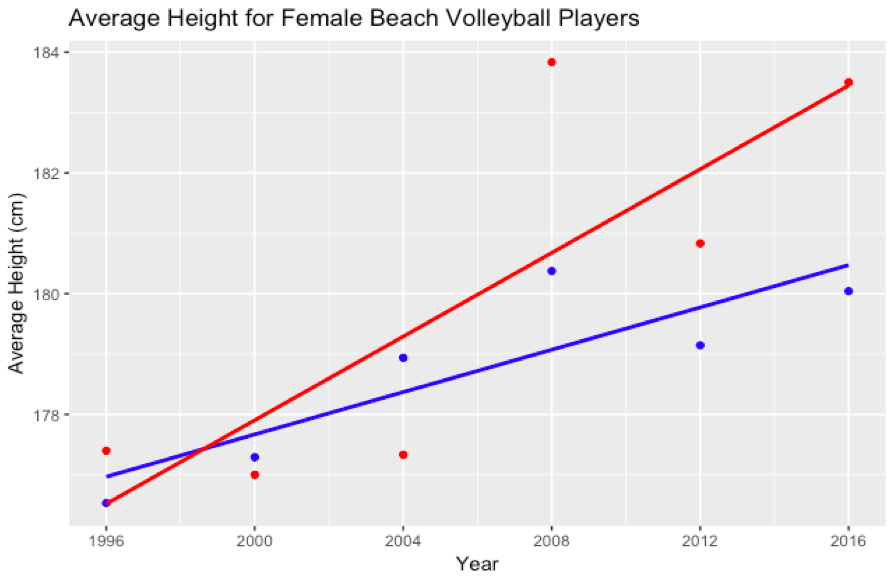 Average Height for Female Beach Volleyball Players
184
182
180
178
Average Height (cm)
1996 2000 2004 2008 2012 2016
Year